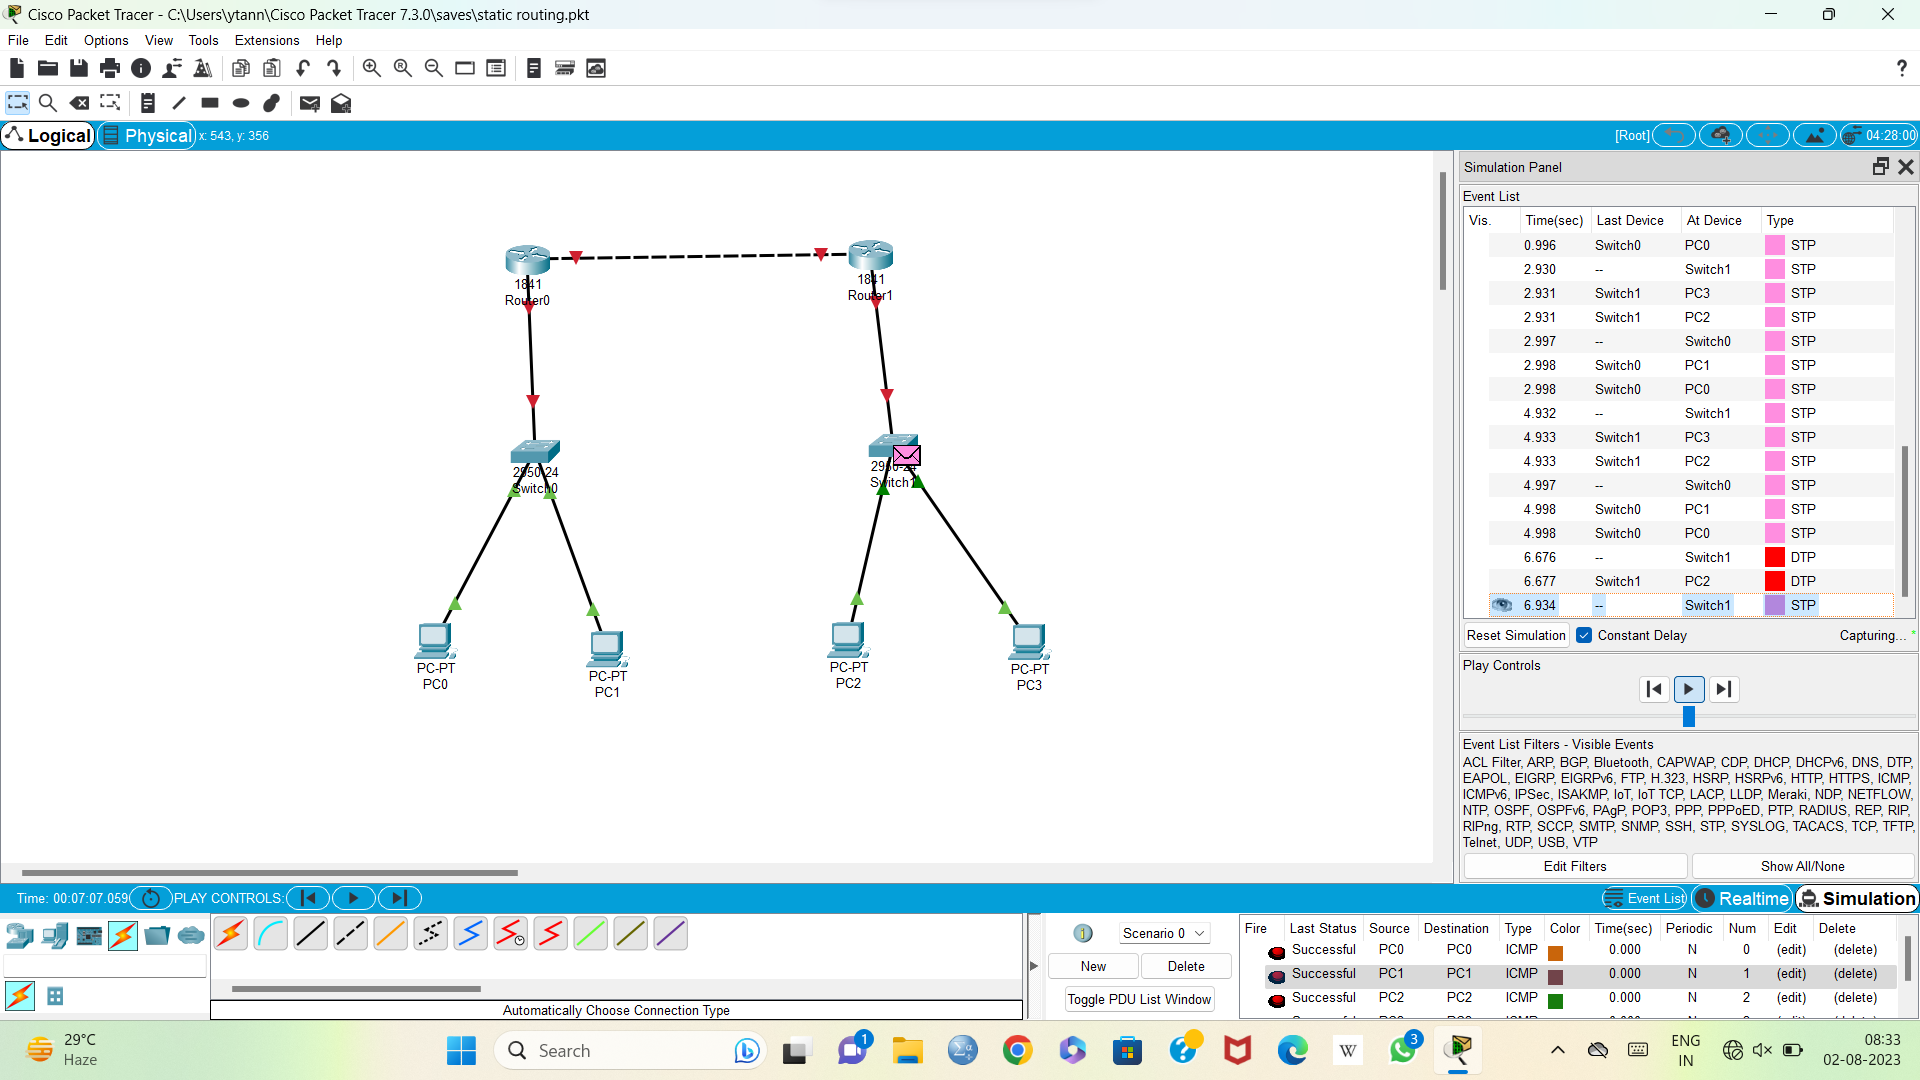 Cisco Packet Tracer - C:\Users\ytann\Cisco Packet Tracer 7.3.0\saves\static routing.pkt
File Edit Options View Tools Extensions Help
Logical Physical x: 543, y: 356 [Root] 04:28:00
Simulation Panel
Event List
Vis. Time(sec) Last Device At Device Type
0.996 Switch0 PC0 STP
2.930 -- Switch1 STP
2.931 Switch1 PC3 STP
2.931 Switch1 PC2 STP
2.997 -- Switch0 STP
2.998 Switch0 PC1 STP
2.998 Switch0 PC0 STP
4.932 -- Switch1 STP
4.933 Switch1 PC3 STP
4.933 Switch1 PC2 STP
4.997 -- Switch0 STP
4.998 Switch0 PC1 STP
4.998 Switch0 PC0 STP
6.676 -- Switch1 DTP
6.677 Switch1 PC2 DTP
6.934 -- Switch1 STP
Reset Simulation Constant Delay Capturing...
Play Controls
Event List Filters - Visible Events
ACL Filter, ARP, BGP, Bluetooth, CAPWAP, CDP, DHCP, DHCPv6, DNS, DTP,
EAPOL, EIGRP, EIGRPv6, FTP, H.323, HSRP, HSRPv6, HTTP, HTTPS, ICMP,
ICMPv6, IPSec, ISAKMP, IoT, IoT TCP, LACP, LLDP, Meraki, NDP, NETFLOW,
NTP, OSPF, OSPFv6, PAgP, POP3, PPP, PPPoED, PTP, RADIUS, REP, RIP,
RIPng, RTP, SCCP, SMTP, SNMP, SSH, STP, SYSLOG, TACACS, TCP, TFTP,
Telnet, UDP, USB, VTP
Edit Filters Show All/None
1841
Router0
1841
Router1
2950-24
Switch0
2950-24
Switch1
PC-PT
PC0
PC-PT
PC1
PC-PT
PC2
PC-PT
PC3
Time: 00:07:07.059 PLAY CONTROLS: Event List Realtime Simulation
Automatically Choose Connection Type
Scenario 0
New Delete
Toggle PDU List Window
Fire Last Status Source Destination Type Color Time(sec) Periodic Num Edit Delete
Successful PC0 PC0 ICMP 0.000 N 0 (edit) (delete)
Successful PC1 PC1 ICMP 0.000 N 1 (edit) (delete)
Successful PC2 PC2 ICMP 0.000 N 2 (edit) (delete)
29°C
Haze
Search
1
W
3
ENG
IN
08:33
02-08-2023